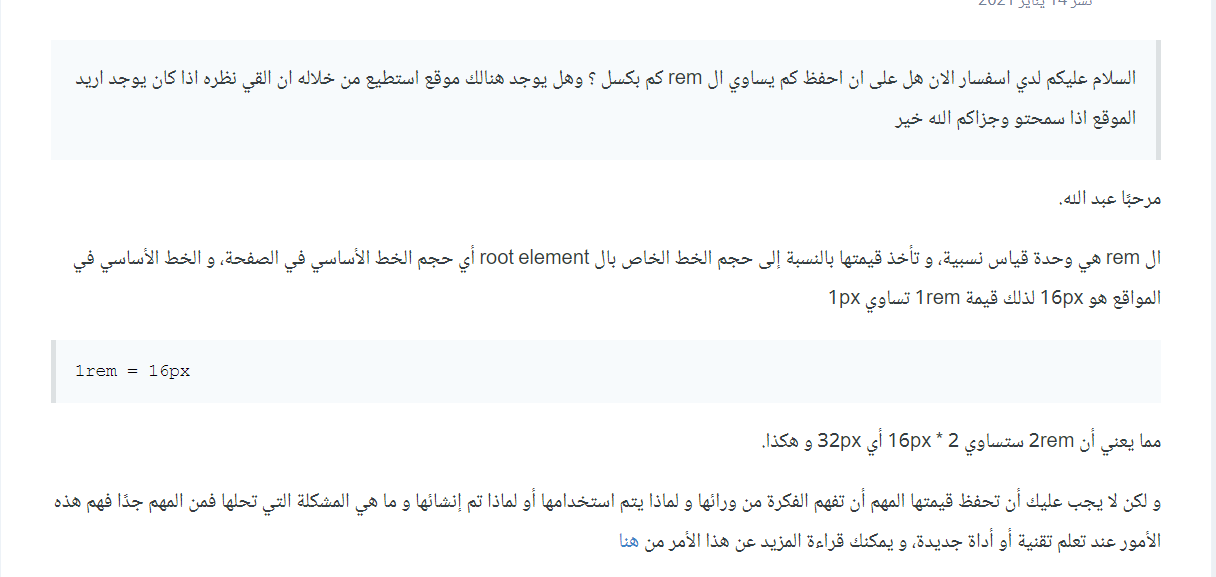 نشر 14 يناير 2021
السلام عليكم لدي اسفسار الان هل على ان احفظ كم يساوي ال rem كم بكسل ؟ وهل يوجد هنالك موقع استطيع من خلاله ان القي نظره اذا كان يوجد اريد
الموقع اذا سمحتو وجزاكم الله خير
مرحبًا عبد الله.
ال rem هي وحدة قياس نسبية، و تأخذ قيمتها بالنسبة إلى حجم الخط الخاص بال root element أي حجم الخط الأساسي في الصفحة، و الخط الأساسي في
المواقع هو 16px لذلك قيمة 1rem تساوي 1px
1rem = 16px
مما يعني أن 2rem ستساوي 2 * 16px أي 32px و هكذا.
و لكن لا يجب عليك أن تحفظ قيمتها المهم أن تفهم الفكرة من ورائها و لماذا يتم استخدامها أو لماذا تم إنشائها و ما هي المشكلة التي تحلها فمن المهم جدًا فهم هذه
الأمور عند تعلم تقنية أو أداة جديدة، و يمكنك قراءة المزيد عن هذا الأمر من هنا